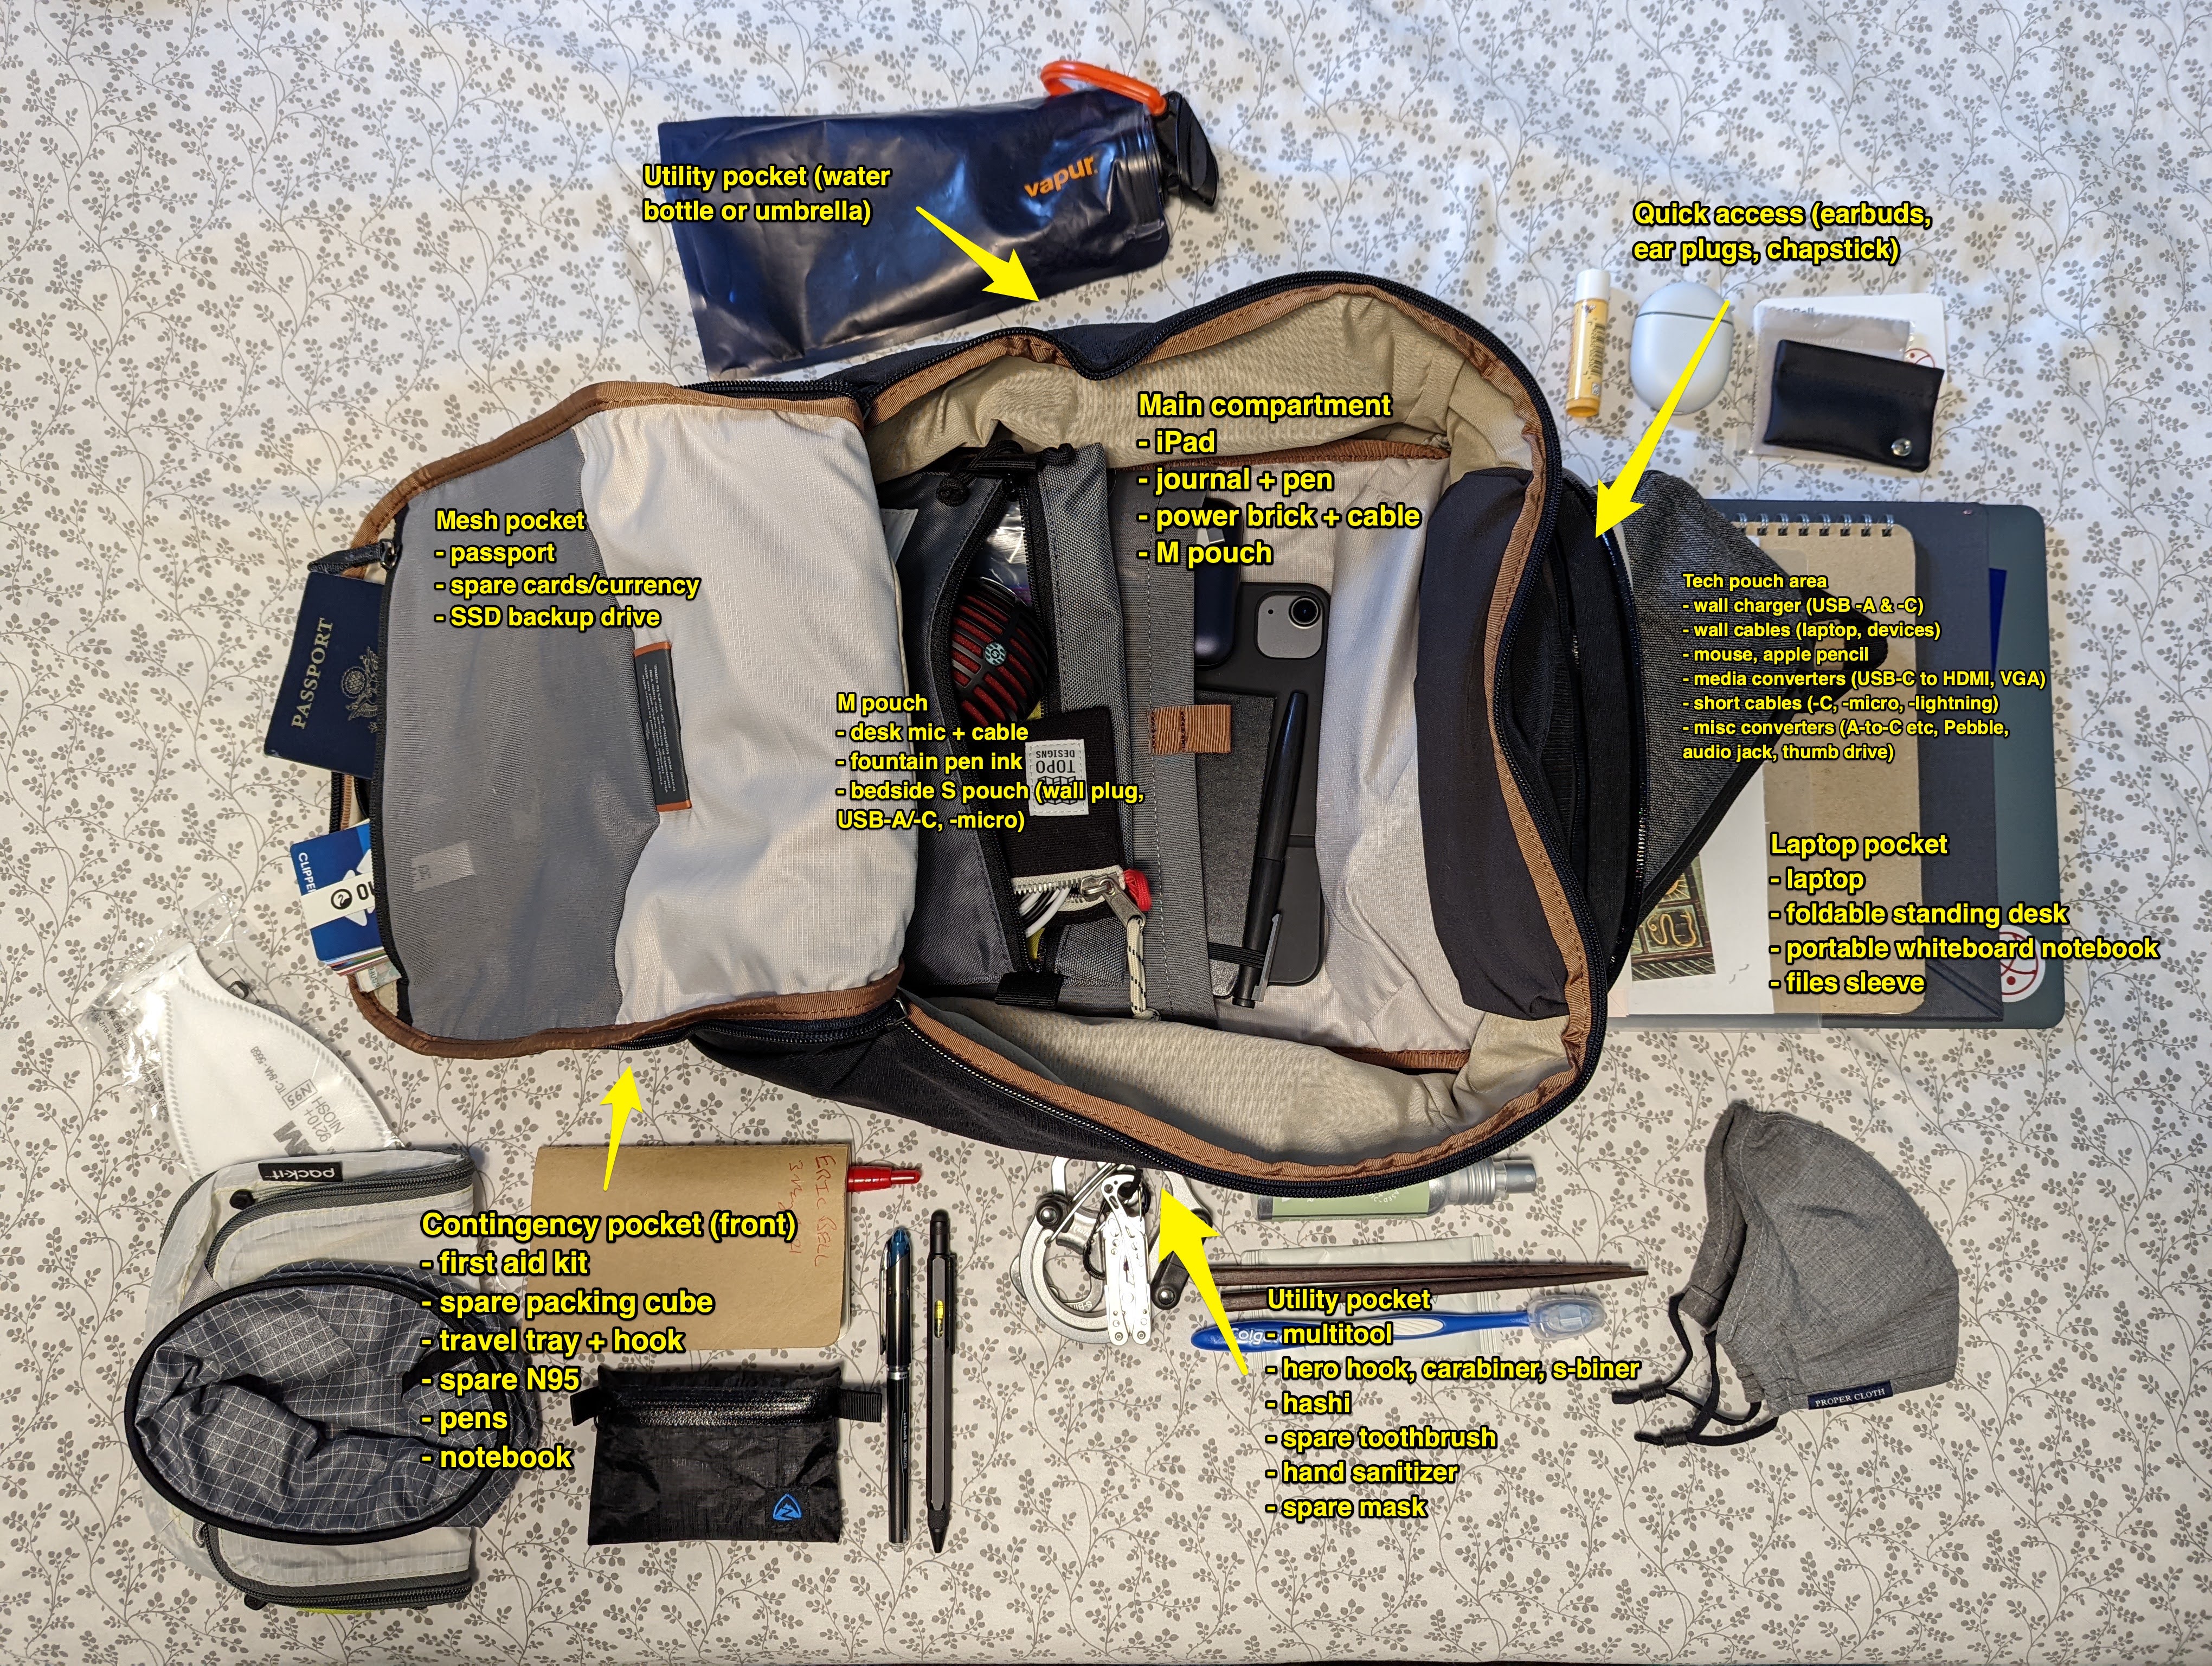 vapur
Utility pocket (water
bottle or umbrella)
Quick access (earbuds,
ear plugs, chapstick)
Main compartment
- iPad
- journal + pen
- power brick + cable
- M pouch
Mesh pocket
- passport
- spare cards/currency
- SSD backup drive
PASSPORT
Tech pouch area
- wall charger (USB -A & -C)
- wall cables (laptop, devices)
- mouse, apple pencil
- media converters (USB-C to HDMI, VGA)
- short cables (-C, -micro, -lightning)
- misc converters (A-to-C etc, Pebble,
audio jack, thumb drive)
M pouch
- desk mic + cable
- fountain pen ink
- bedside S pouch (wall plug,
USB-A/-C, -micro)
TOPO
DESIGNS
CLIPPER
Laptop pocket
- laptop
- foldable standing desk
- portable whiteboard notebook
- files sleeve
9210+
NIOSH
N95
pack-it
ERIC BELL
Contingency pocket (front)
- first aid kit
- spare packing cube
- travel tray + hook
- spare N95
- pens
- notebook
Utility pocket
- multitool
- hero hook, carabiner, s-biner
- hashi
- spare toothbrush
- hand sanitizer
- spare mask
Colg
PROPER CLOTH